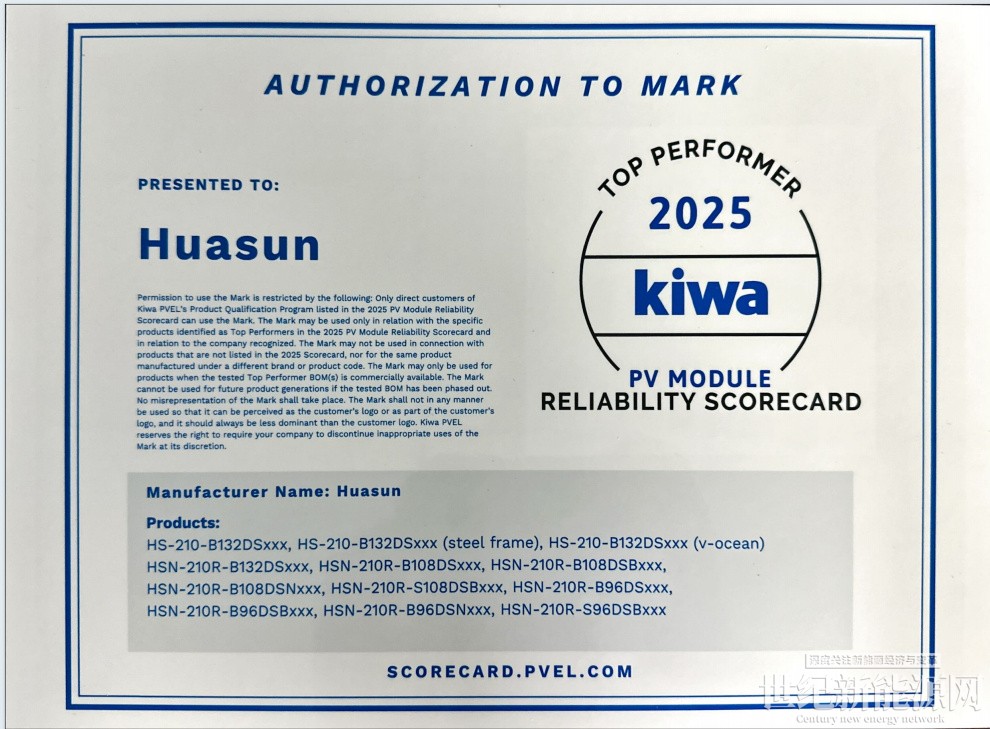 AUTHORIZATION TO MARK
PRESENTED TO:
Huasun
Permission to use the Mark is restricted by the following: Only direct customers of
Kiwa PVEL's Product Qualification Program listed in the 2025 PV Module Reliability
Scorecard can use the Mark. The Mark may be used only in relation with the specific
products identified as Top Performers in the 2025 PV Module Reliability Scorecard and
in relation to the company recognized. The Mark may not be used in connection with
products that are not listed in the 2025 Scorecard, nor for the same product
manufactured under a different brand or product code. The Mark may only be used for
products when the tested Top Performer BOM(s) is commercially available. The Mark
cannot be used for future product generations if the tested BOM has been phased out.
No misrepresentation of the Mark shall take place. The Mark shall not in any manner
be used so that it can be perceived as the customer's logo or as part of the customer's
logo, and it should always be less dominant than the customer logo. Kiwa PVEL
reserves the right to require your company to discontinue inappropriate uses of the
Mark at its discretion.
TOP PERFORMER
2025
kiwa
PV MODULE
RELIABILITY SCORECARD
Manufacturer Name: Huasun
Products:
HS-210-B132DSxxx, HS-210-B132DSxxx (steel frame), HS-210-B132DSxxx (v-ocean)
HSN-210R-B132DSxxx, HSN-210R-B108DSxxx, HSN-210R-B108DSBxxx,
HSN-210R-B108DSNxxx, HSN-210R-S108DSBxxx, HSN-210R-B96DSxxx,
HSN-210R-B96DSBxxx, HSN-210R-B96DSNxxx, HSN-210R-S96DSBxxx
SCORECARD.PVEL.COM
深度关注新能源经济与变革
世纪新能源网
Century new energy network